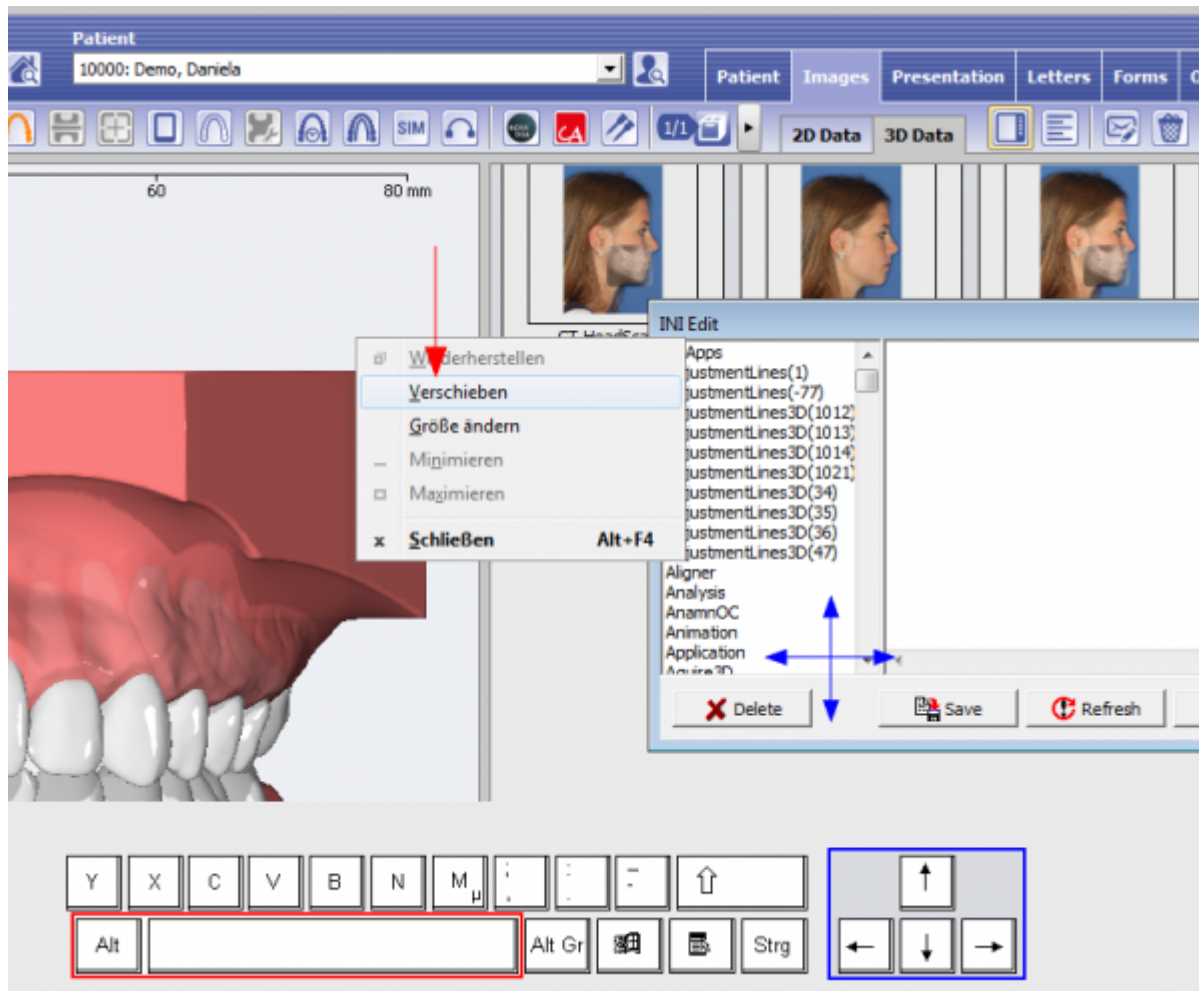 Patient
10000: Demo, Daniela
Patient
Images
Presentation
Letters
Forms
SIM
CA
1/1
2D Data
3D Data
60
80 mm
INI Edit
Wiederherstellen
Verschieben
Größe ändern
Minimieren
Maximieren
x Schließen Alt+F4
Apps
justmentLines(1)
justmentLines(-77)
justmentLines3D(1012)
justmentLines3D(1013)
justmentLines3D(1014)
justmentLines3D(1021)
justmentLines3D(34)
justmentLines3D(35)
justmentLines3D(36)
justmentLines3D(47)
Aligner
Analysis
AnamnOC
Animation
Application
Aquire3D
Delete
Save
Refresh
Y X C V B N M µ ; , : . _ -
Alt
Alt Gr
Strg